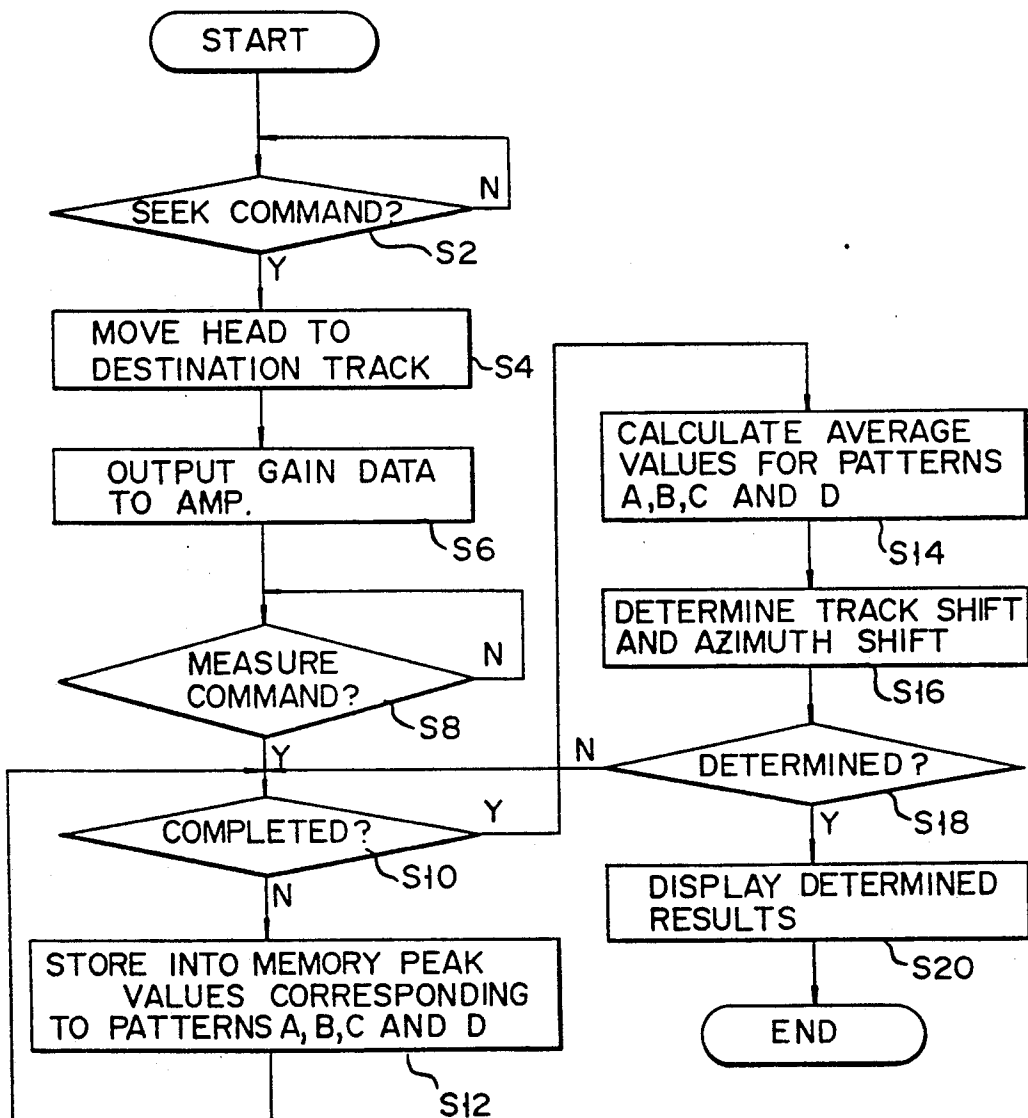 START
SEEK COMMAND?
N
S2
Y
MOVE HEAD TO
DESTINATION TRACK
S4
OUTPUT GAIN DATA
TO AMP.
S6
MEASURE
COMMAND?
N
S8
Y
COMPLETED?
Y
S10
N
STORE INTO MEMORY PEAK
VALUES CORRESPONDING
TO PATTERNS A, B, C AND D
S12
CALCULATE AVERAGE
VALUES FOR PATTERNS
A,B,C AND D
S14
DETERMINE TRACK SHIFT
AND AZIMUTH SHIFT
S16
DETERMINED?
N
S18
Y
DISPLAY DETERMINED
RESULTS
S20
END